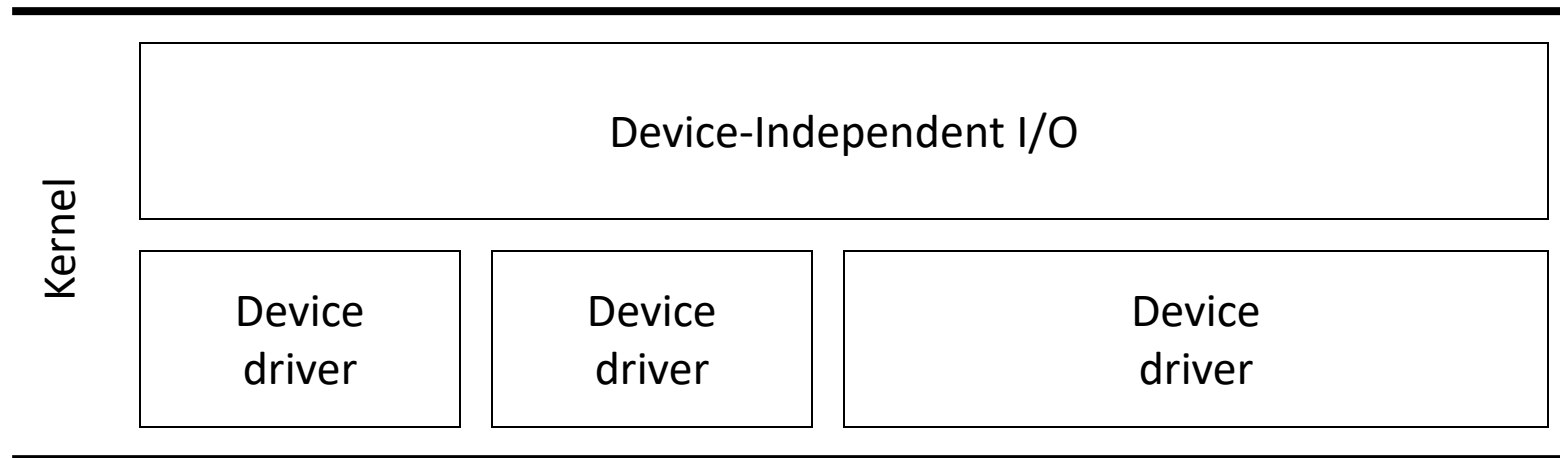 Kernel
Device-Independent I/O
Device
driver
Device
driver
Device
driver